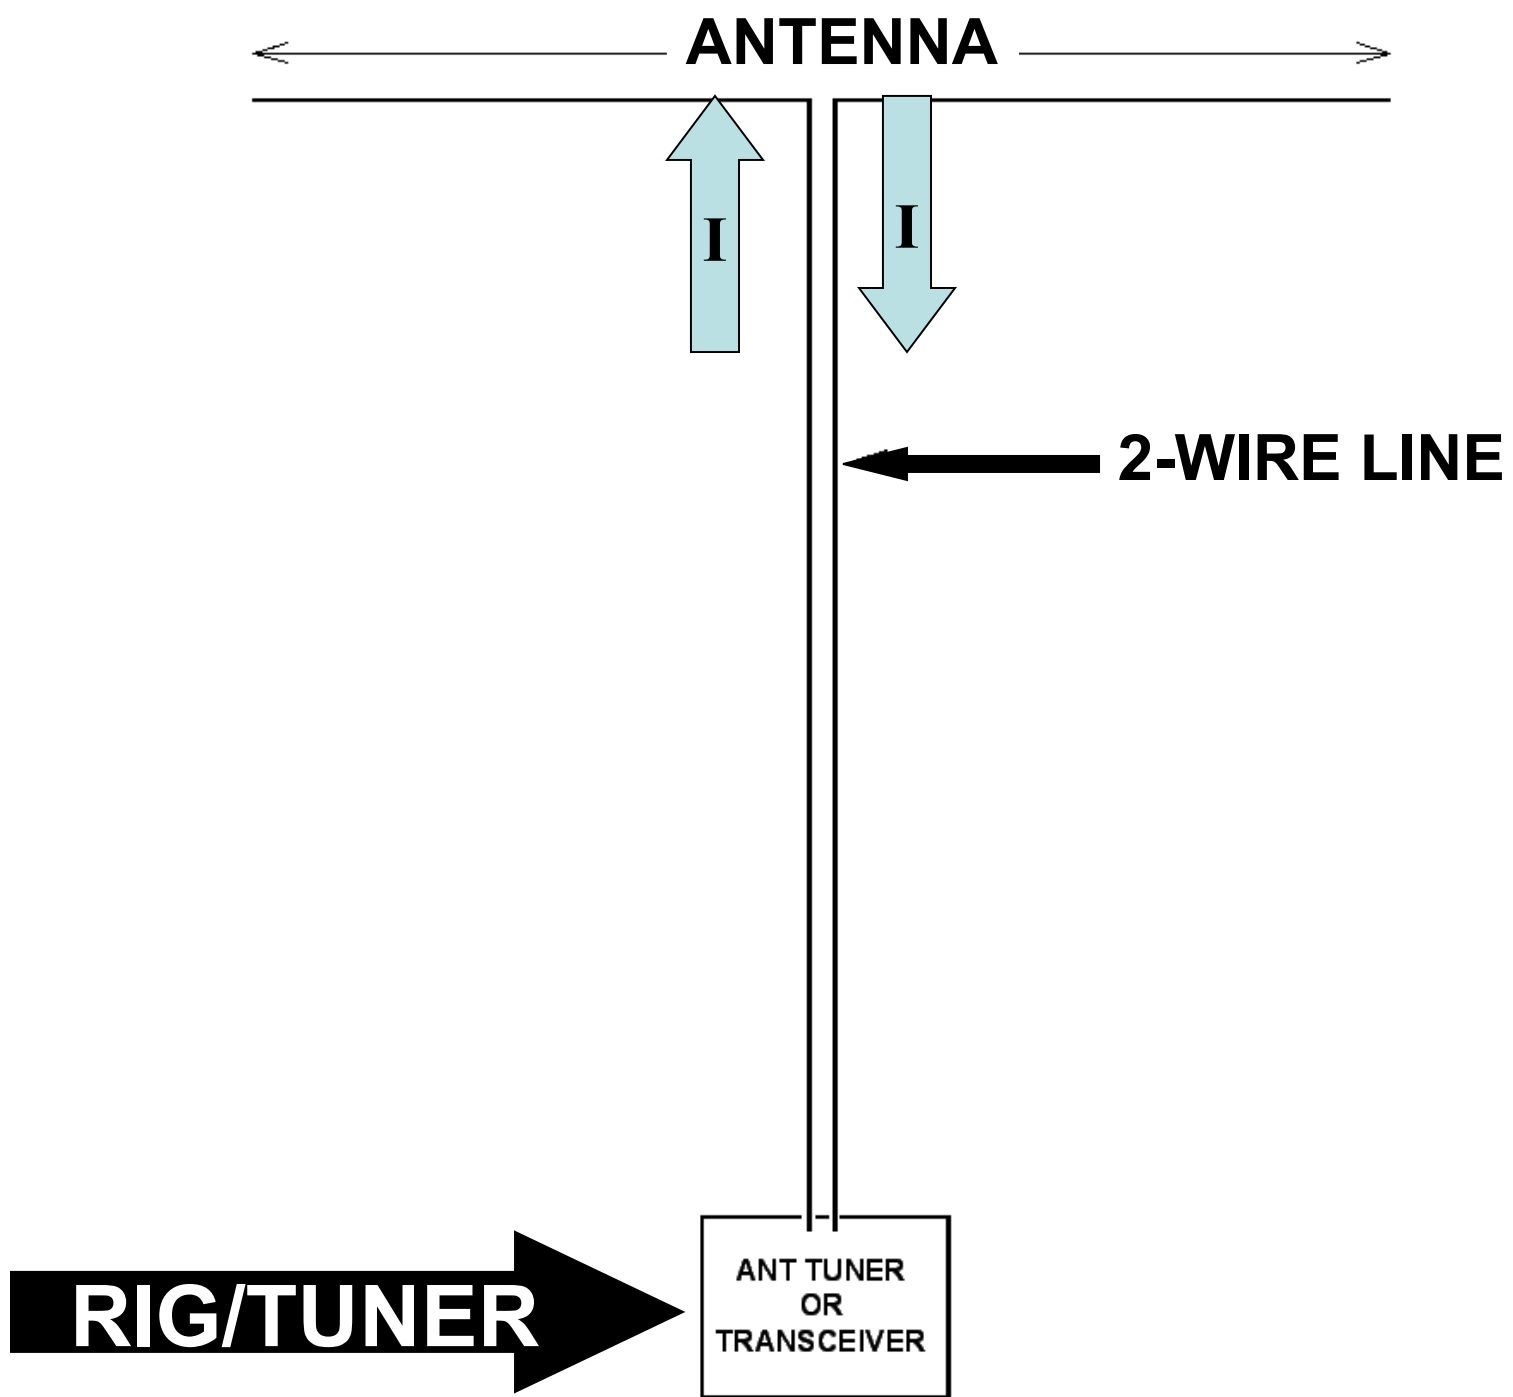 ANTENNA
I
I
2-WIRE LINE
RIG/TUNER
ANT TUNER
OR
TRANSCEIVER